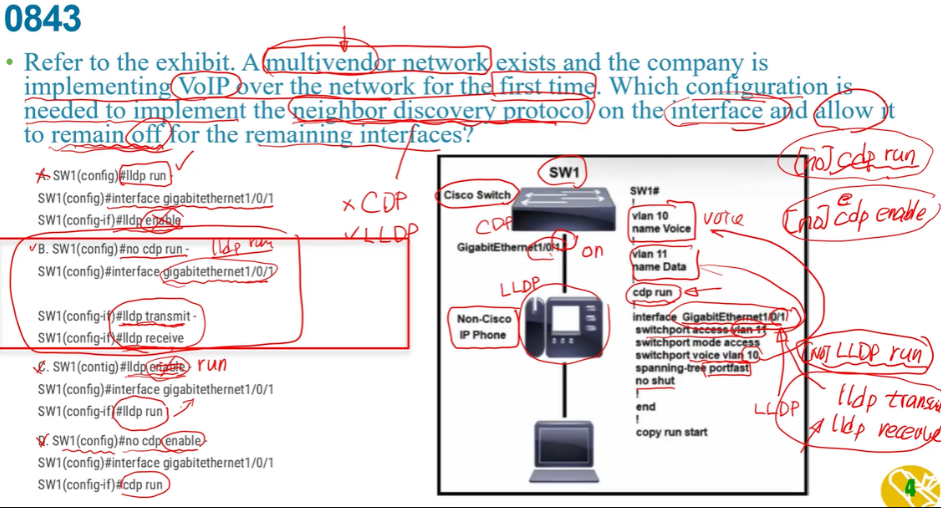 0843
• Refer to the exhibit. A multivendor network exists and the company is
implementing VoIP over the network for the first time. Which configuration is
needed to implement the neighbor discovery protocol on the interface and allow it
to remain off for the remaining interfaces?
A. SW1(config)#lldp run
SW1(config)#interface gigabitethernet1/0/1
SW1(config-if)#lldp enable
B. SW1(config)#no cdp run - lldp run
SW1(config)#interface gigabitethernet1/0/1
SW1(config-if)#lldp transmit -
SW1(config-if)#lldp receive
C. SW1(config)#lldp enable run
SW1(config)#interface gigabitethernet1/0/1
SW1(config-if)#lldp run
D. SW1(config)#no cdp enable -
SW1(config)#interface gigabitethernet1/0/1
SW1(config-if)#cdp run
x CDP
✓ LLDP
SW1
Cisco Switch
CDP
GigabitEthernet1/0/1
on
LLDP
Non-Cisco
IP Phone
SW1#
!
vlan 10
name Voice
voice
!
vlan 11
name Data
!
cdp run
!
interface GigabitEthernet1/0/1
switchport access vlan 11
switchport mode access
switchport voice vlan 10
spanning-tree portfast
no shut
!
end
!
copy run start
LLDP
[no] cdp run
[no] cdp enable
[no] LLDP run
lldp
lldp receive
4